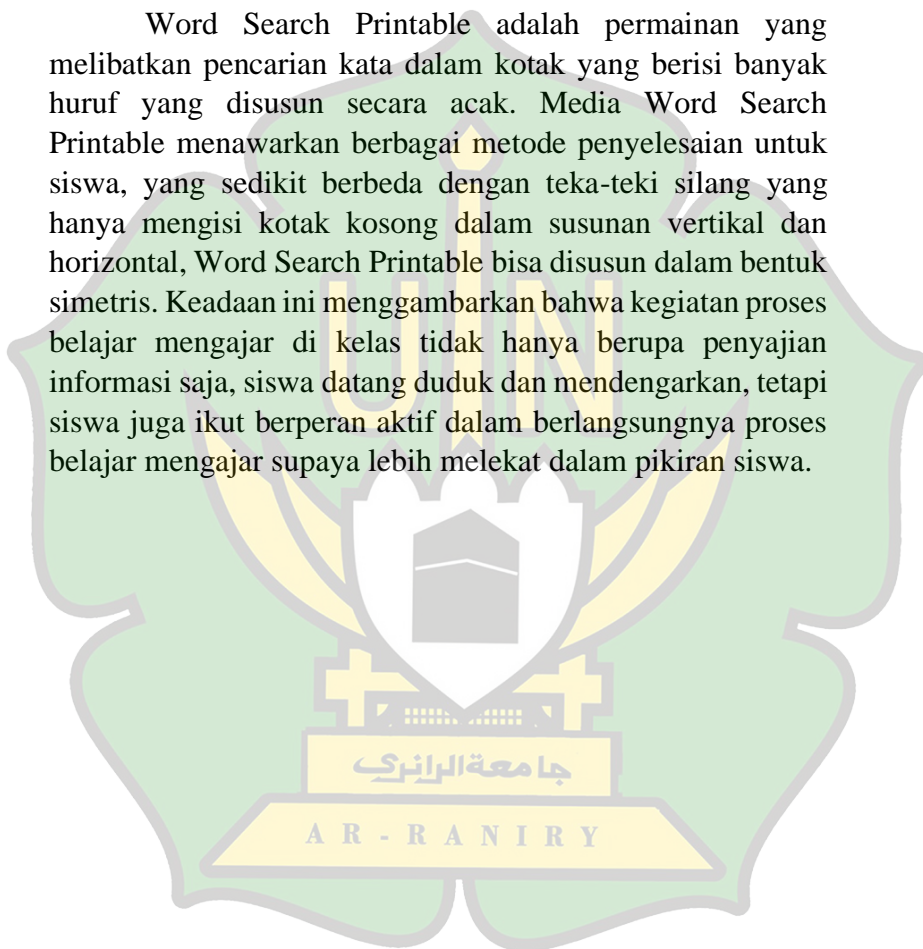 Word Search Printable adalah permainan yang
melibatkan pencarian kata dalam kotak yang berisi banyak
huruf yang disusun secara acak. Media Word Search
Printable menawarkan berbagai metode penyelesaian untuk
siswa, yang sedikit berbeda dengan teka-teki silang yang
hanya mengisi kotak kosong dalam susunan vertikal dan
horizontal, Word Search Printable bisa disusun dalam bentuk
simetris. Keadaan ini menggambarkan bahwa kegiatan proses
belajar mengajar di kelas tidak hanya berupa penyajian
informasi saja, siswa datang duduk dan mendengarkan, tetapi
siswa juga ikut berperan aktif dalam berlangsungnya proses
belajar mengajar supaya lebih melekat dalam pikiran siswa.
UIN
جامعة الرانري
AR-RANIRY